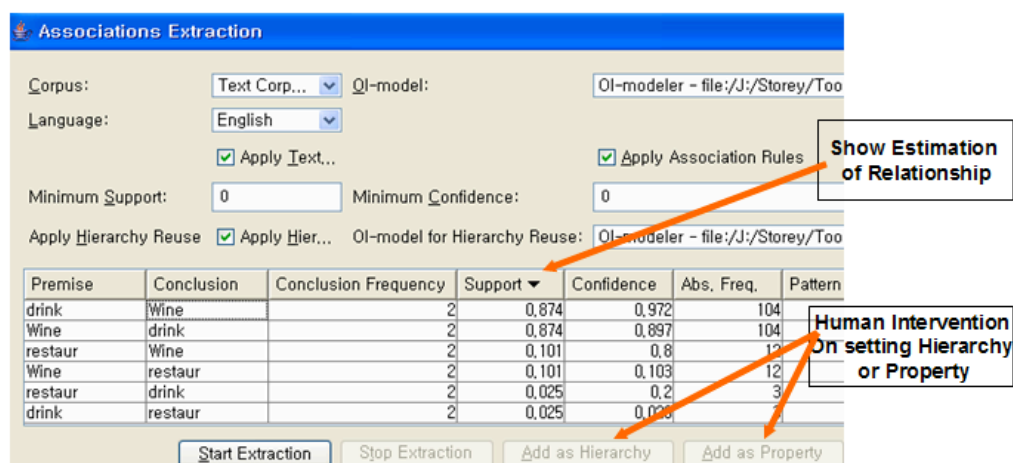 Associations Extraction
Corpus: Text Corp... OI-model: OI-modeler - file:/J:/Storey/Too
Language: English
Apply Text... Apply Association Rules
Show Estimation
of Relationship
Minimum Support: 0 Minimum Confidence: 0
Apply Hierarchy Reuse Apply Hier... OI-model for Hierarchy Reuse: OI-modeler - file:/J:/Storey/Too
Premise Conclusion Conclusion Frequency Support Confidence Abs, Freq, Pattern
drink Wine 2 0,874 0,972 104
Wine drink 2 0,874 0,897 104
restaur Wine 2 0,101 0,8 12
Wine restaur 2 0,101 0,103 12
restaur drink 2 0,025 0,2 3
drink restaur 2 0,025
Human Intervention
On setting Hierarchy
or Property
Start Extraction Stop Extraction Add as Hierarchy Add as Property